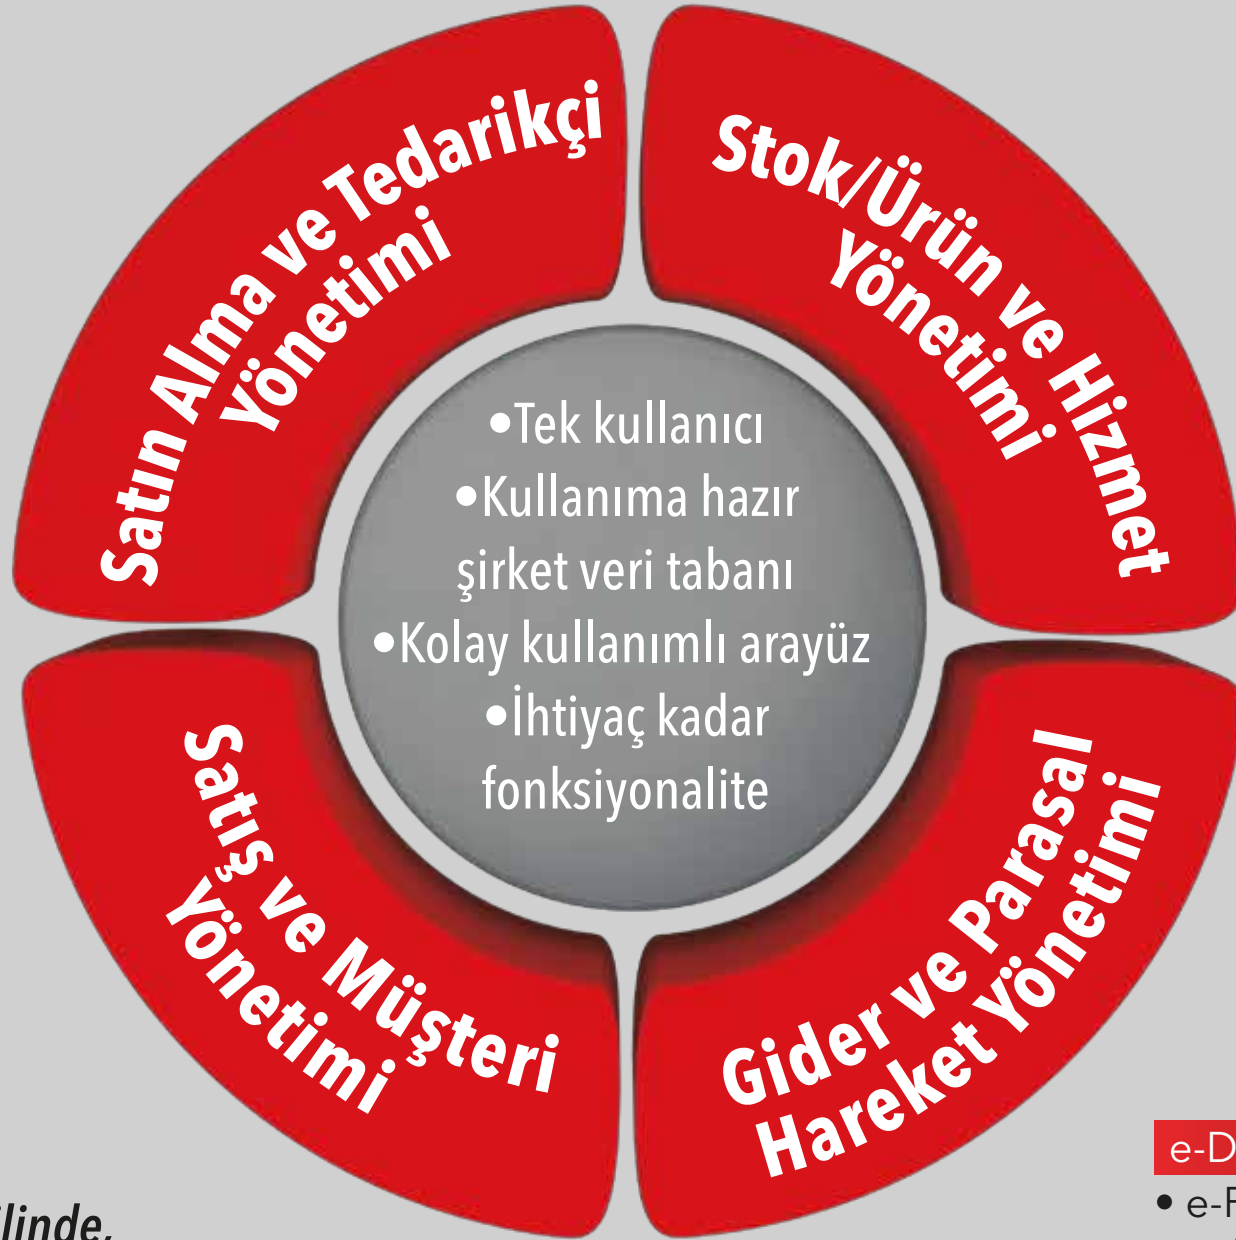 Satın Alma ve Tedarikçi
Yönetimi
Stok/Ürün ve Hizmet
Yönetimi
•Tek kullanıcı
•Kullanıma hazır
şirket veri tabanı
•Kolay kullanımlı arayüz
•İhtiyaç kadar
fonksiyonalite
Satış ve Müşteri
Yönetimi
Gider ve Parasal
Hareket Yönetimi